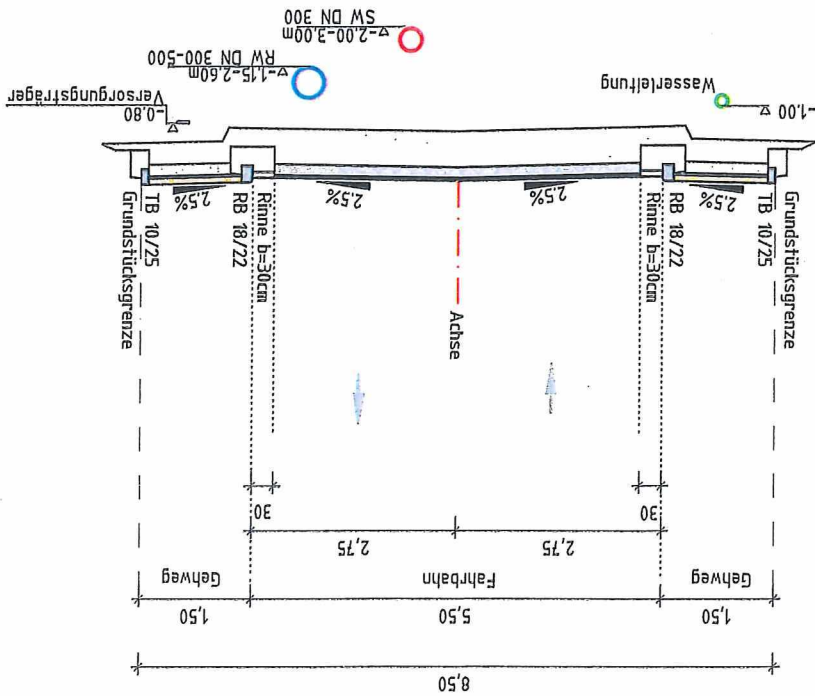 8,50
1,50
5,50
1,50
Gehweg
Fahrbahn
Gehweg
2,75
2,75
30
30
Achse
Grundstücksgrenze
TB 10/25
RB 18/22
Rinne b=30cm
Rinne b=30cm
RB 18/22
TB 10/25
Grundstücksgrenze
2,5%
2,5%
2,5%
2,5%
-1,00
Wasserleitung
-0,80
Versorgungsträger
-1,15-2,60m
RW DN 300-500
-2,00-3,00m
SW DN 300